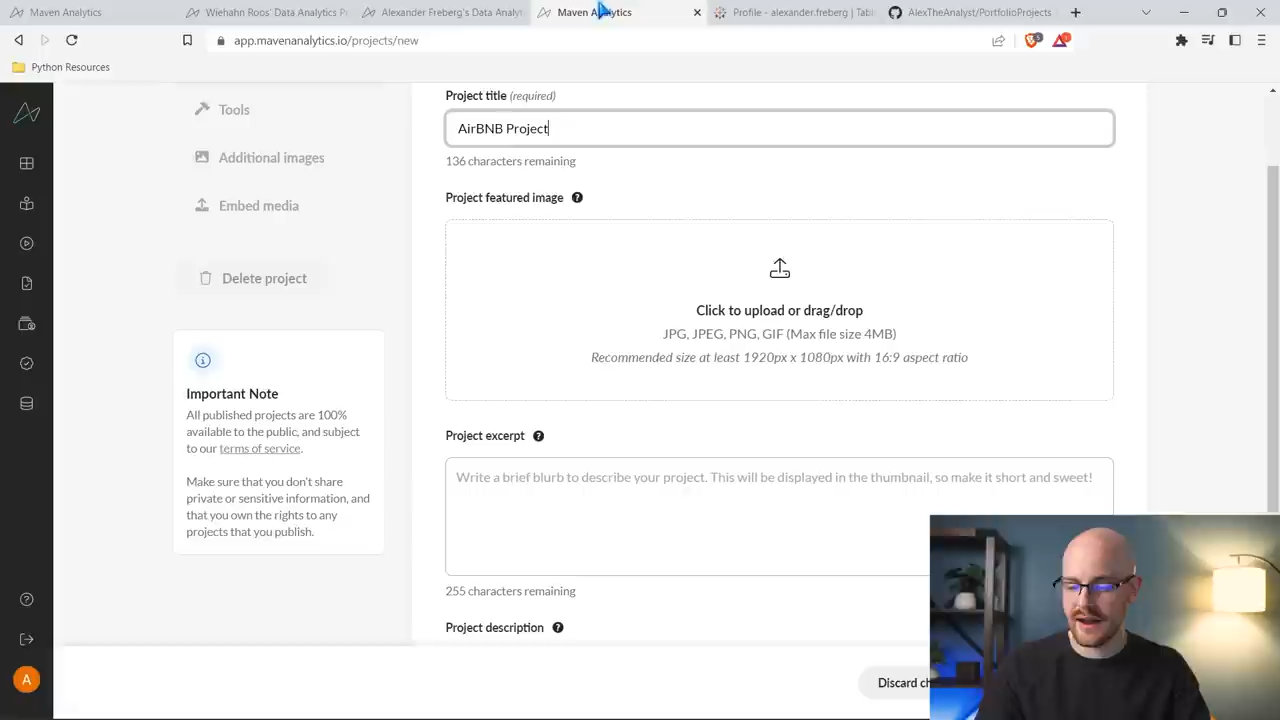 Maven Analytics
Wiehahn Roos' Data Analytics Po
Alexander Freberg's Data Analyt
Maven Analytics
Profile - alexander.freberg | Tabl
AlexTheAnalyst/PortfolioProjects
app.mavenanalytics.io/projects/new
Python Resources
Tools
Additional images
Embed media
Delete project
Important Note
All published projects are 100%
available to the public, and subject
to our terms of service.
Make sure that you don't share
private or sensitive information, and
that you own the rights to any
projects that you publish.
Project title (required)
AirBNB Project
136 characters remaining
Project featured image
Click to upload or drag/drop
JPG, JPEG, PNG, GIF (Max file size 4MB)
Recommended size at least 1920px x 1080px with 16:9 aspect ratio
Project excerpt
Write a brief blurb to describe your project. This will be displayed in the thumbnail, so make it short and sweet!
255 characters remaining
Project description
Discard ch
A